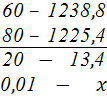 60 – 1238,8
80 – 1225,4
20 – 13,4
0,01 – x